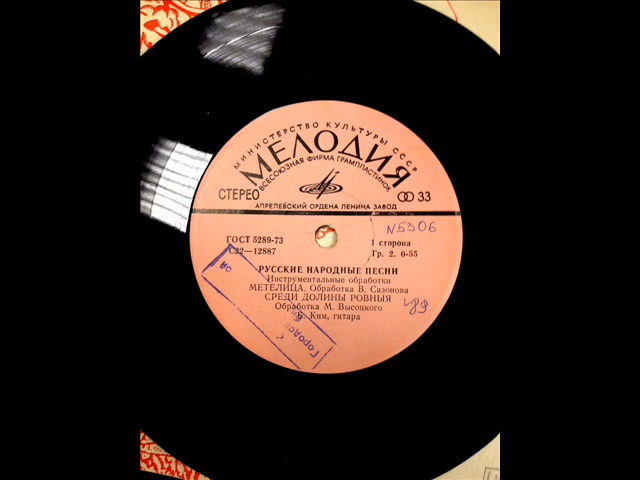 МИНИСТЕРСТВО КУЛЬТУРЫ СССР
МЕЛОДИЯ
ВСЕСОЮЗНАЯ ФИРМА ГРАМПЛАСТИНОК
СТЕРЕО
33
АПРЕЛЕВСКИЙ ОРДЕНА ЛЕНИНА ЗАВОД
N5306
ГОСТ 5289-73
1 сторона
С22—12887
Гр. 2. 0-55
РУССКИЕ НАРОДНЫЕ ПЕСНИ
Инструментальные обработки
МЕТЕЛИЦА. Обработка В. Сазонова
СРЕДИ ДОЛИНЫ РОВНЫЯ
Обработка М. Высоцкого
Ким, гитара